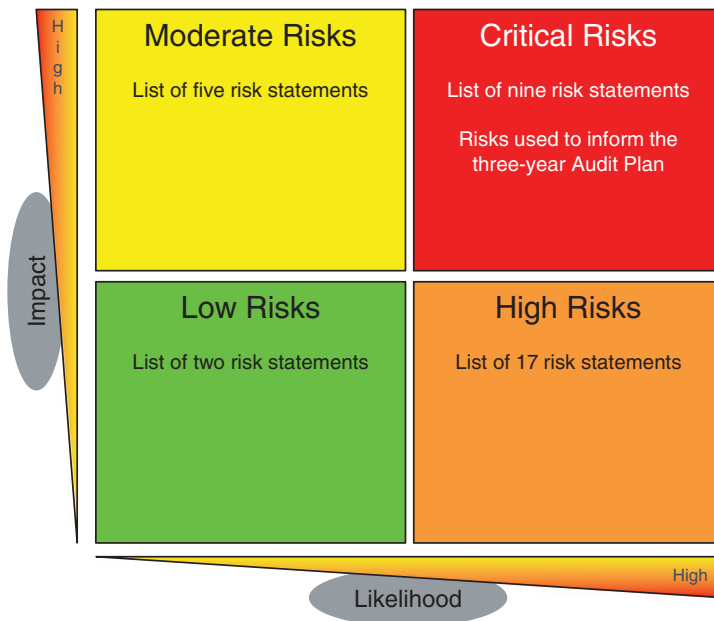 High
Moderate Risks
List of five risk statements
Critical Risks
List of nine risk statements
Risks used to inform the
three-year Audit Plan
Impact
Low Risks
List of two risk statements
High Risks
List of 17 risk statements
High
Likelihood